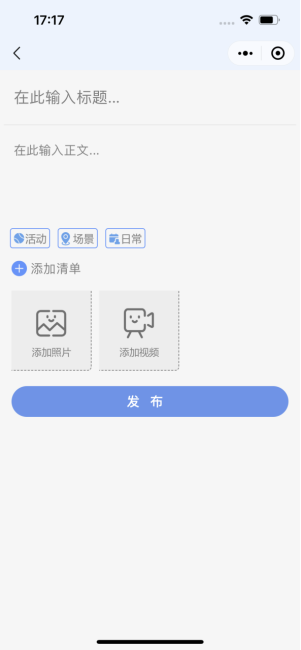 17:17
在此输入标题...
在此输入正文...
活动 场景 日常
添加清单
添加照片 添加视频
发 布